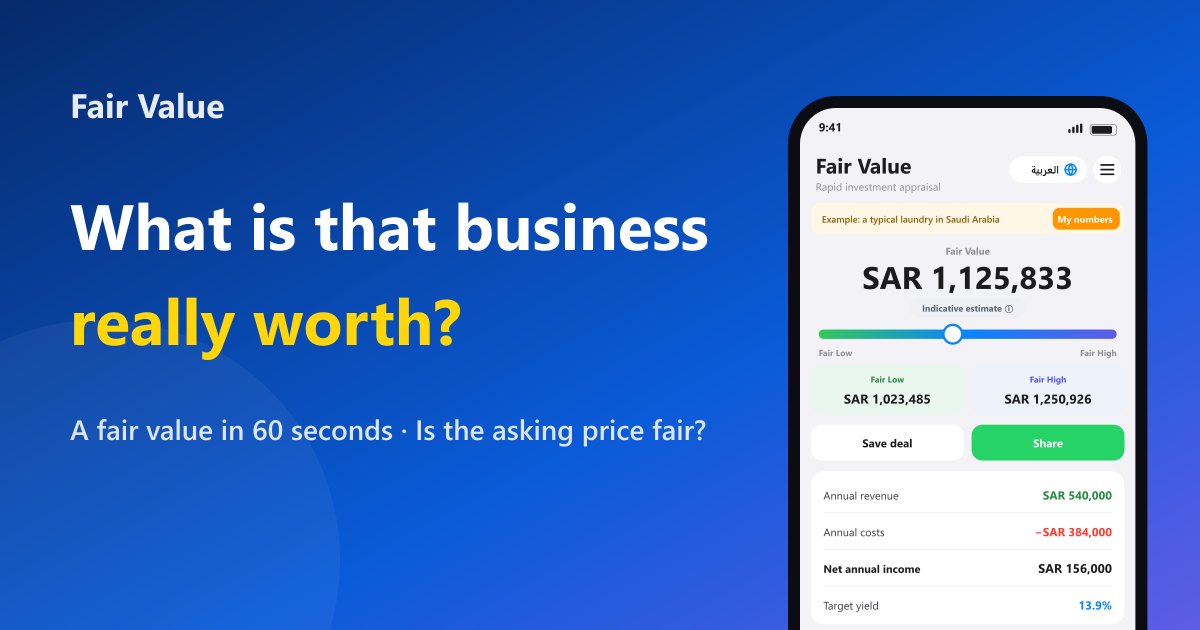 Fair Value
What is that business
really worth?
A fair value in 60 seconds · Is the asking price fair?
9:41
Fair Value
العربية
Rapid investment appraisal
Example: a typical laundry in Saudi Arabia
My numbers
Fair Value
SAR 1,125,833
Indicative estimate ⓘ
Fair Low
Fair High
Fair Low
SAR 1,023,485
Fair High
SAR 1,250,926
Save deal
Share
Annual revenue SAR 540,000
Annual costs −SAR 384,000
Net annual income SAR 156,000
Target yield 13.9%